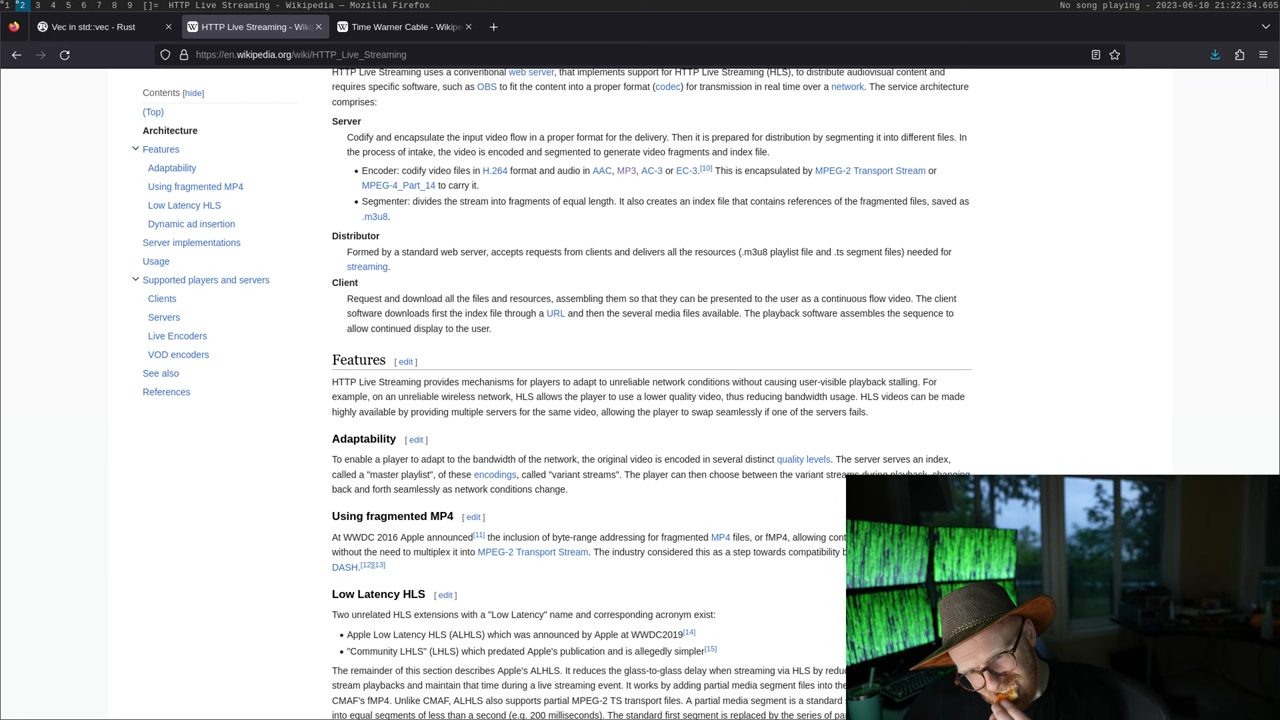 1 2 3 4 5 6 7 8 9 []= HTTP Live Streaming - Wikipedia — Mozilla Firefox No song playing - 2023-06-10 21:22:34.665
Vec in std::vec - Rust HTTP Live Streaming - Wiki Time Warner Cable - Wikipe
https://en.wikipedia.org/wiki/HTTP_Live_Streaming
Contents [hide]
(Top)
Architecture
Features
Adaptability
Using fragmented MP4
Low Latency HLS
Dynamic ad insertion
Server implementations
Usage
Supported players and servers
Clients
Servers
Live Encoders
VOD encoders
See also
References
HTTP Live Streaming uses a conventional web server, that implements support for HTTP Live Streaming (HLS), to distribute audiovisual content and
requires specific software, such as OBS to fit the content into a proper format (codec) for transmission in real time over a network. The service architecture
comprises:
Server
Codify and encapsulate the input video flow in a proper format for the delivery. Then it is prepared for distribution by segmenting it into different files. In
the process of intake, the video is encoded and segmented to generate video fragments and index file.
• Encoder: codify video files in H.264 format and audio in AAC, MP3, AC-3 or EC-3.[10] This is encapsulated by MPEG-2 Transport Stream or
MPEG-4_Part_14 to carry it.
• Segmenter: divides the stream into fragments of equal length. It also creates an index file that contains references of the fragmented files, saved as
.m3u8.
Distributor
Formed by a standard web server, accepts requests from clients and delivers all the resources (.m3u8 playlist file and .ts segment files) needed for
streaming.
Client
Request and download all the files and resources, assembling them so that they can be presented to the user as a continuous flow video. The client
software downloads first the index file through a URL and then the several media files available. The playback software assembles the sequence to
allow continued display to the user.
Features [ edit ]
HTTP Live Streaming provides mechanisms for players to adapt to unreliable network conditions without causing user-visible playback stalling. For
example, on an unreliable wireless network, HLS allows the player to use a lower quality video, thus reducing bandwidth usage. HLS videos can be made
highly available by providing multiple servers for the same video, allowing the player to swap seamlessly if one of the servers fails.
Adaptability [ edit ]
To enable a player to adapt to the bandwidth of the network, the original video is encoded in several distinct quality levels. The server serves an index,
called a "master playlist", of these encodings, called "variant streams". The player can then choose between the variant streams during playback, changing
back and forth seamlessly as network conditions change.
Using fragmented MP4 [ edit ]
At WWDC 2016 Apple announced[11] the inclusion of byte-range addressing for fragmented MP4 files, or fMP4, allowing
without the need to multiplex it into MPEG-2 Transport Stream. The industry considered this as a step towards compatibility
DASH.[12][13]
Low Latency HLS [ edit ]
Two unrelated HLS extensions with a "Low Latency" name and corresponding acronym exist:
• Apple Low Latency HLS (ALHLS) which was announced by Apple at WWDC2019[14]
• "Community LHLS" (LHLS) which predated Apple's publication and is allegedly simpler[15]
The remainder of this section describes Apple's ALHLS. It reduces the glass-to-glass delay when streaming via HLS by
stream playbacks and maintain that time during a live streaming event. It works by adding partial media segment files into the
CMAF's fMP4. Unlike CMAF, ALHLS also supports partial MPEG-2 TS transport files. A partial media segment is a standard
into equal segments of less than a second (e.g. 200 milliseconds). The standard first segment is replaced by the series of